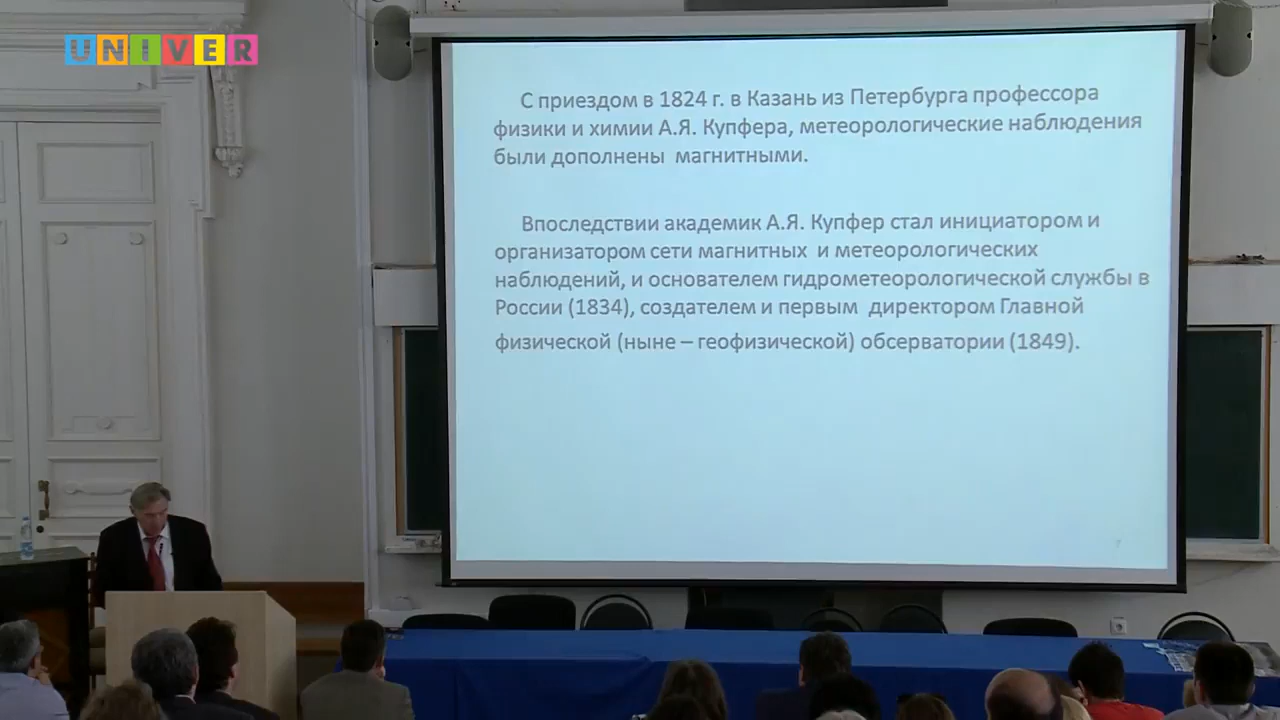 UNIVER
С приездом в 1824 г. в Казань из Петербурга профессора
физики и химии А.Я. Купфера, метеорологические наблюдения
были дополнены магнитными.
Впоследствии академик А.Я. Купфер стал инициатором и
организатором сети магнитных и метеорологических
наблюдений, и основателем гидрометеорологической службы в
России (1834), создателем и первым директором Главной
физической (ныне – геофизической) обсерватории (1849).
7